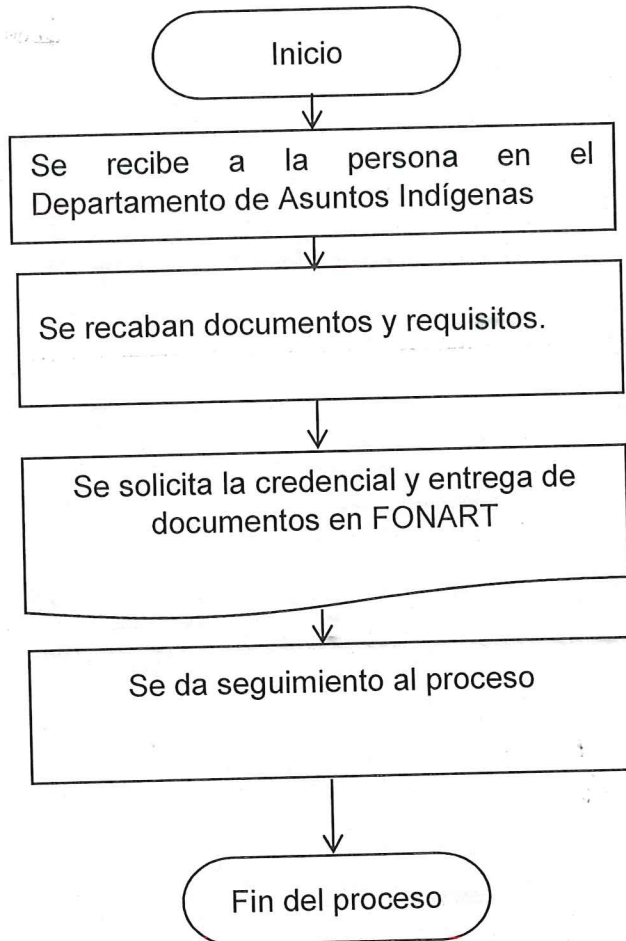 Inicio
Se recibe a la persona en el
Departamento de Asuntos Indígenas
Se recaban documentos y requisitos.
Se solicita la credencial y entrega de
documentos en FONART
Se da seguimiento al proceso
Fin del proceso